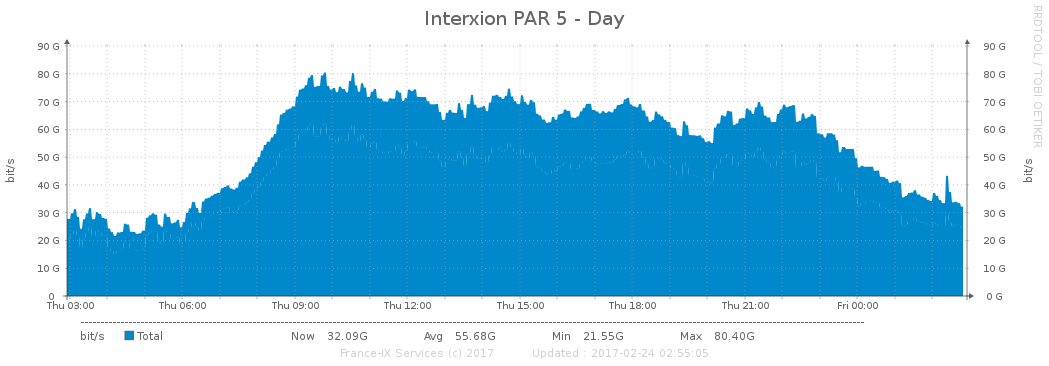 Interxion PAR 5 - Day
RRDTOOL / TOBI OETIKER
bit/s
90 G 90 G
80 G 80 G
70 G 70 G
60 G 60 G
50 G 50 G
40 G 40 G
30 G 30 G
20 G 20 G
10 G 10 G
0 0 G
bit/s
Thu 03:00 Thu 06:00 Thu 09:00 Thu 12:00 Thu 15:00 Thu 18:00 Thu 21:00 Fri 00:00
bit/s Total Now 32.09G Avg 55.68G Min 21.55G Max 80.40G
France-IX Services (c) 2017 Updated : 2017-02-24 02:55:05